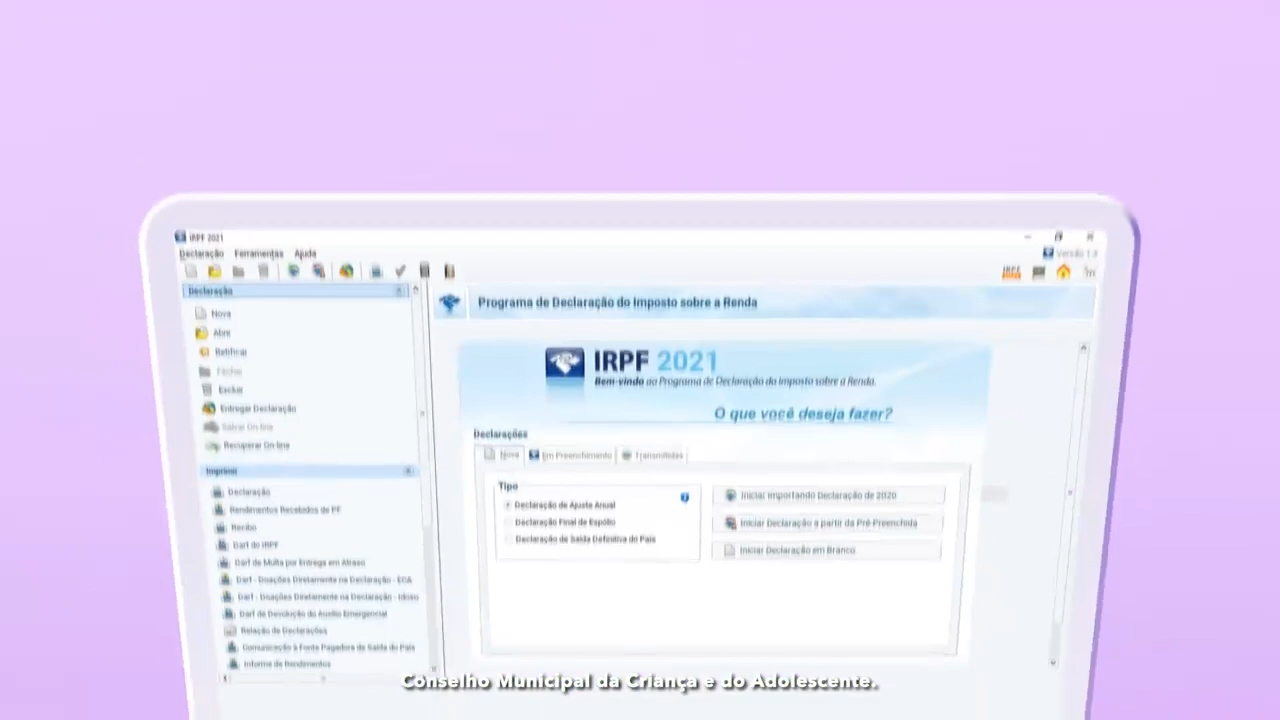 IRPF 2021
Declaração Ferramentas Ajuda
Versão 1.3
Declaração
Nova
Abrir
Retificar
Fechar
Excluir
Entregar Declaração
Salvar On-line
Recuperar On-line
Imprimir
Declaração
Rendimentos Recebidos de PF
Recibo
Darf do IRPF
Darf de Multa por Entrega em Atraso
Darf - Doações Diretamente na Declaração - ECA
Darf - Doações Diretamente na Declaração - Idoso
Darf de Devolução do Auxílio Emergencial
Relação de Declarações
Comunicação à Fonte Pagadora de Saída do País
Informe de Rendimentos
Programa de Declaração do Imposto sobre a Renda
IRPF 2021
Bem-vindo ao Programa de Declaração do Imposto sobre a Renda.
O que você deseja fazer?
Declarações
Nova Em Preenchimento Transmitidas
Tipo
Declaração de Ajuste Anual
Declaração Final de Espólio
Declaração de Saída Definitiva do País
Iniciar Importando Declaração de 2020
Iniciar Declaração a partir da Pré-Preenchida
Iniciar Declaração em Branco
Conselho Municipal da Criança e do Adolescente.